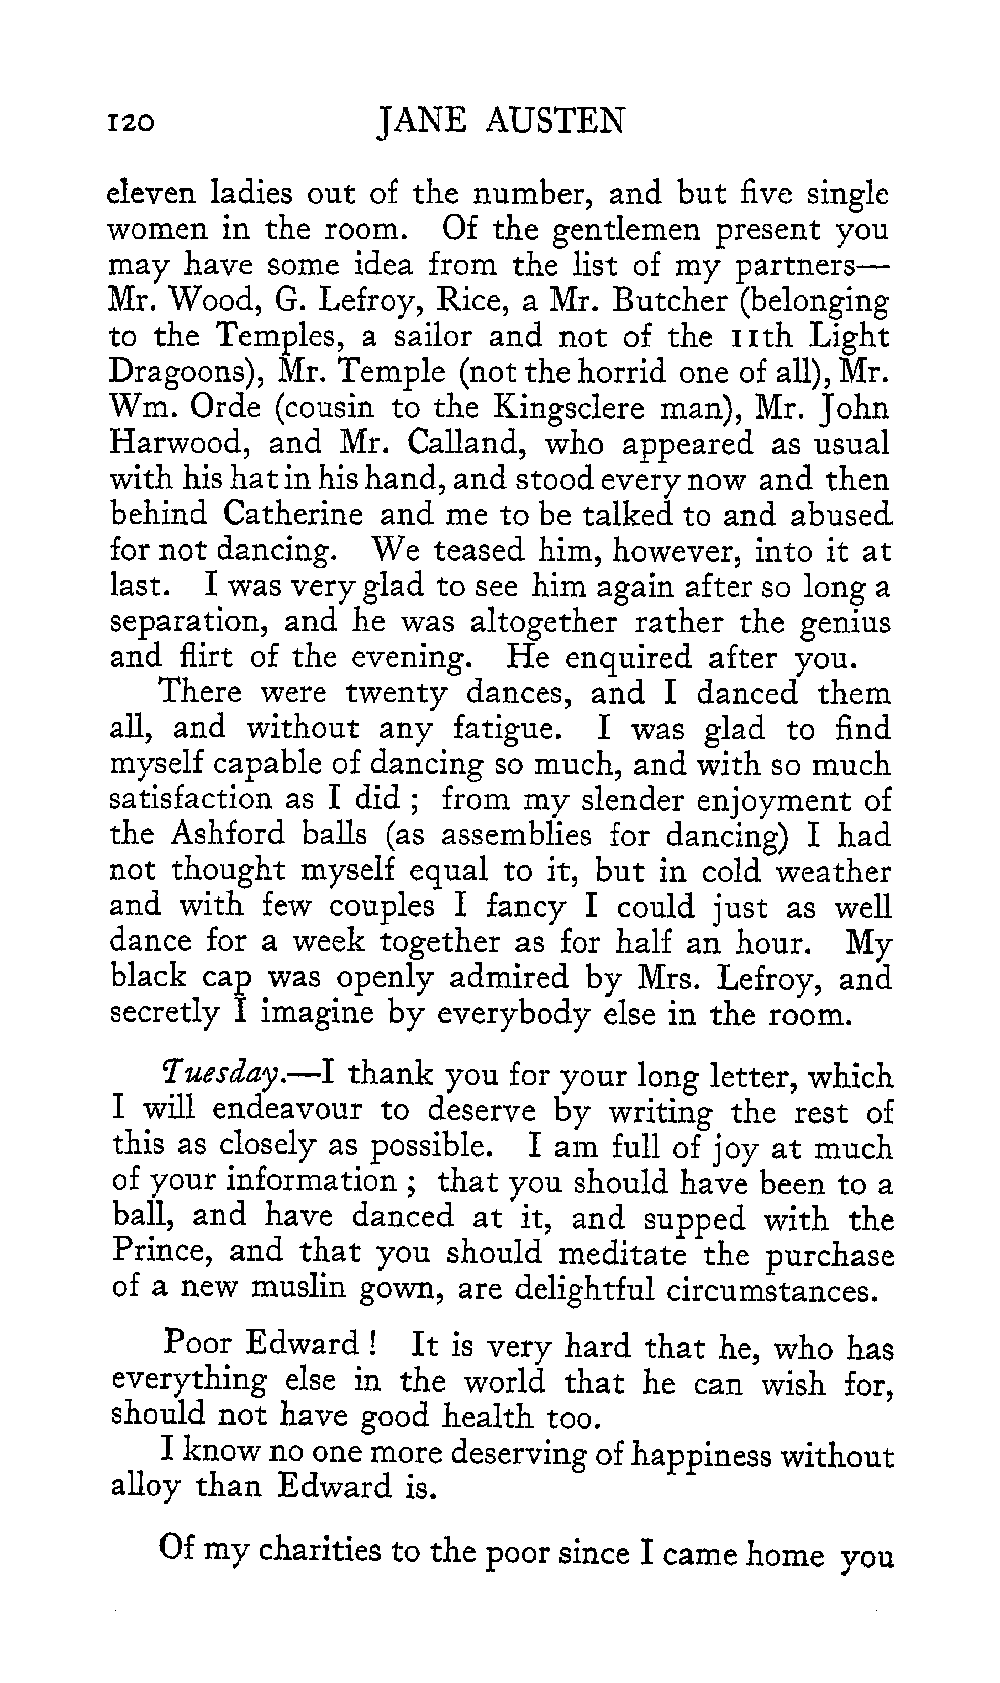 120 JANE AUSTEN
eleven ladies out of the number, and but five single
women in the room. Of the gentlemen present you
may have some idea from the list of my partners—
Mr. Wood, G. Lefroy, Rice, a Mr. Butcher (belonging
to the Temples, a sailor and not of the 11th Light
Dragoons), Mr. Temple (not the horrid one of all), Mr.
Wm. Orde (cousin to the Kingsclere man), Mr. John
Harwood, and Mr. Calland, who appeared as usual
with his hat in his hand, and stood every now and then
behind Catherine and me to be talked to and abused
for not dancing. We teased him, however, into it at
last. I was very glad to see him again after so long a
separation, and he was altogether rather the genius
and flirt of the evening. He enquired after you.
There were twenty dances, and I danced them
all, and without any fatigue. I was glad to find
myself capable of dancing so much, and with so much
satisfaction as I did ; from my slender enjoyment of
the Ashford balls (as assemblies for dancing) I had
not thought myself equal to it, but in cold weather
and with few couples I fancy I could just as well
dance for a week together as for half an hour. My
black cap was openly admired by Mrs. Lefroy, and
secretly I imagine by everybody else in the room.
Tuesday.—I thank you for your long letter, which
I will endeavour to deserve by writing the rest of
this as closely as possible. I am full of joy at much
of your information ; that you should have been to a
ball, and have danced at it, and supped with the
Prince, and that you should meditate the purchase
of a new muslin gown, are delightful circumstances.
Poor Edward ! It is very hard that he, who has
everything else in the world that he can wish for,
should not have good health too.
I know no one more deserving of happiness without
alloy than Edward is.
Of my charities to the poor since I came home you